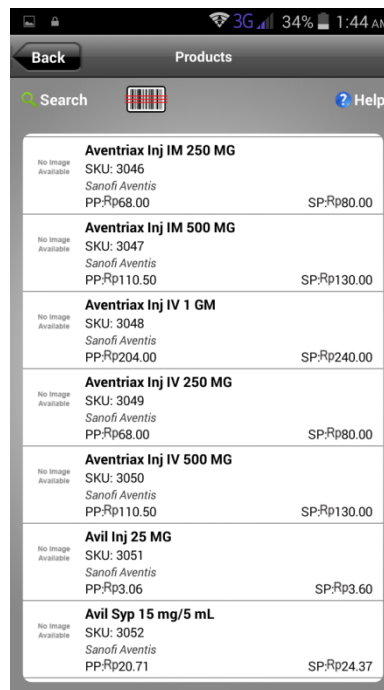 3G 34% 1:44 AM
Back Products
Search Help
No Image Available
Aventriax Inj IM 250 MG
SKU: 3046
Sanofi Aventis
PP:Rp68.00 SP:Rp80.00
No Image Available
Aventriax Inj IM 500 MG
SKU: 3047
Sanofi Aventis
PP:Rp110.50 SP:Rp130.00
No Image Available
Aventriax Inj IV 1 GM
SKU: 3048
Sanofi Aventis
PP:Rp204.00 SP:Rp240.00
No Image Available
Aventriax Inj IV 250 MG
SKU: 3049
Sanofi Aventis
PP:Rp68.00 SP:Rp80.00
No Image Available
Aventriax Inj IV 500 MG
SKU: 3050
Sanofi Aventis
PP:Rp110.50 SP:Rp130.00
No Image Available
Avil Inj 25 MG
SKU: 3051
Sanofi Aventis
PP:Rp3.06 SP:Rp3.60
No Image Available
Avil Syp 15 mg/5 mL
SKU: 3052
Sanofi Aventis
PP:Rp20.71 SP:Rp24.37